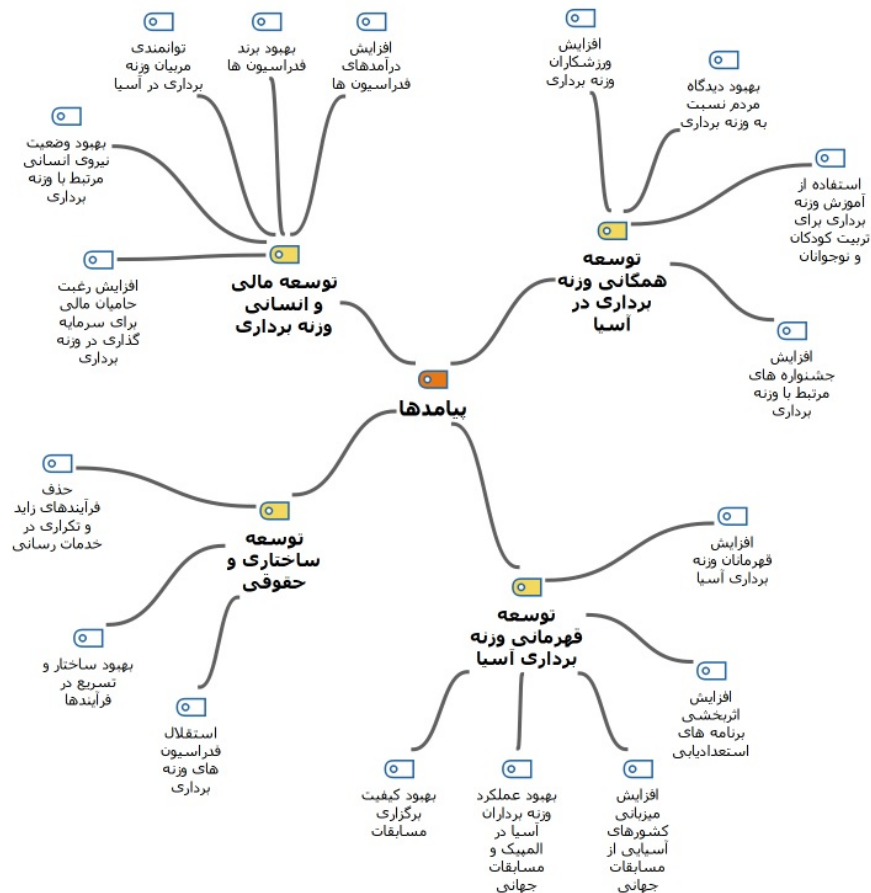 توانمندی
مربیان وزنه
برداری در آسیا
بهبود برند
فدراسیون ها
افزایش
درآمدهای
فدراسیون ها
افزایش
ورزشکاران
وزنه برداری
بهبود دیدگاه
مردم نسبت
به وزنه برداری
بهبود وضعیت
نیروی انسانی
مرتبط با وزنه
برداری
استفاده از
آموزش وزنه
برداری برای
تربیت کودکان
و نوجوانان
توسعه
همگانی وزنه
برداری در
آسیا
توسعه مالی
و انسانی
وزنه برداری
افزایش رغبت
حامیان مالی
برای سرمایه
گذاری در وزنه
برداری
افزایش
جشنواره های
مرتبط با وزنه
برداری
پیامدها
حذف
فرآیندهای زاید
و تکراری در
خدمات رسانی
توسعه
ساختاری و
حقوقی
افزایش
قهرمانان وزنه
برداری آسیا
توسعه
قهرمانی وزنه
برداری آسیا
بهبود ساختار و
تسریع در
فرآیندها
افزایش
اثربخشی
برنامه های
استعدادیابی
استقلال
فدراسیون
های وزنه
برداری
بهبود کیفیت
برگزاری
مسابقات
بهبود عملکرد
وزنه برداران
آسیا در
المپیک و
مسابقات
جهانی
افزایش
میزبانی
کشورهای
آسیایی از
مسابقات
جهانی